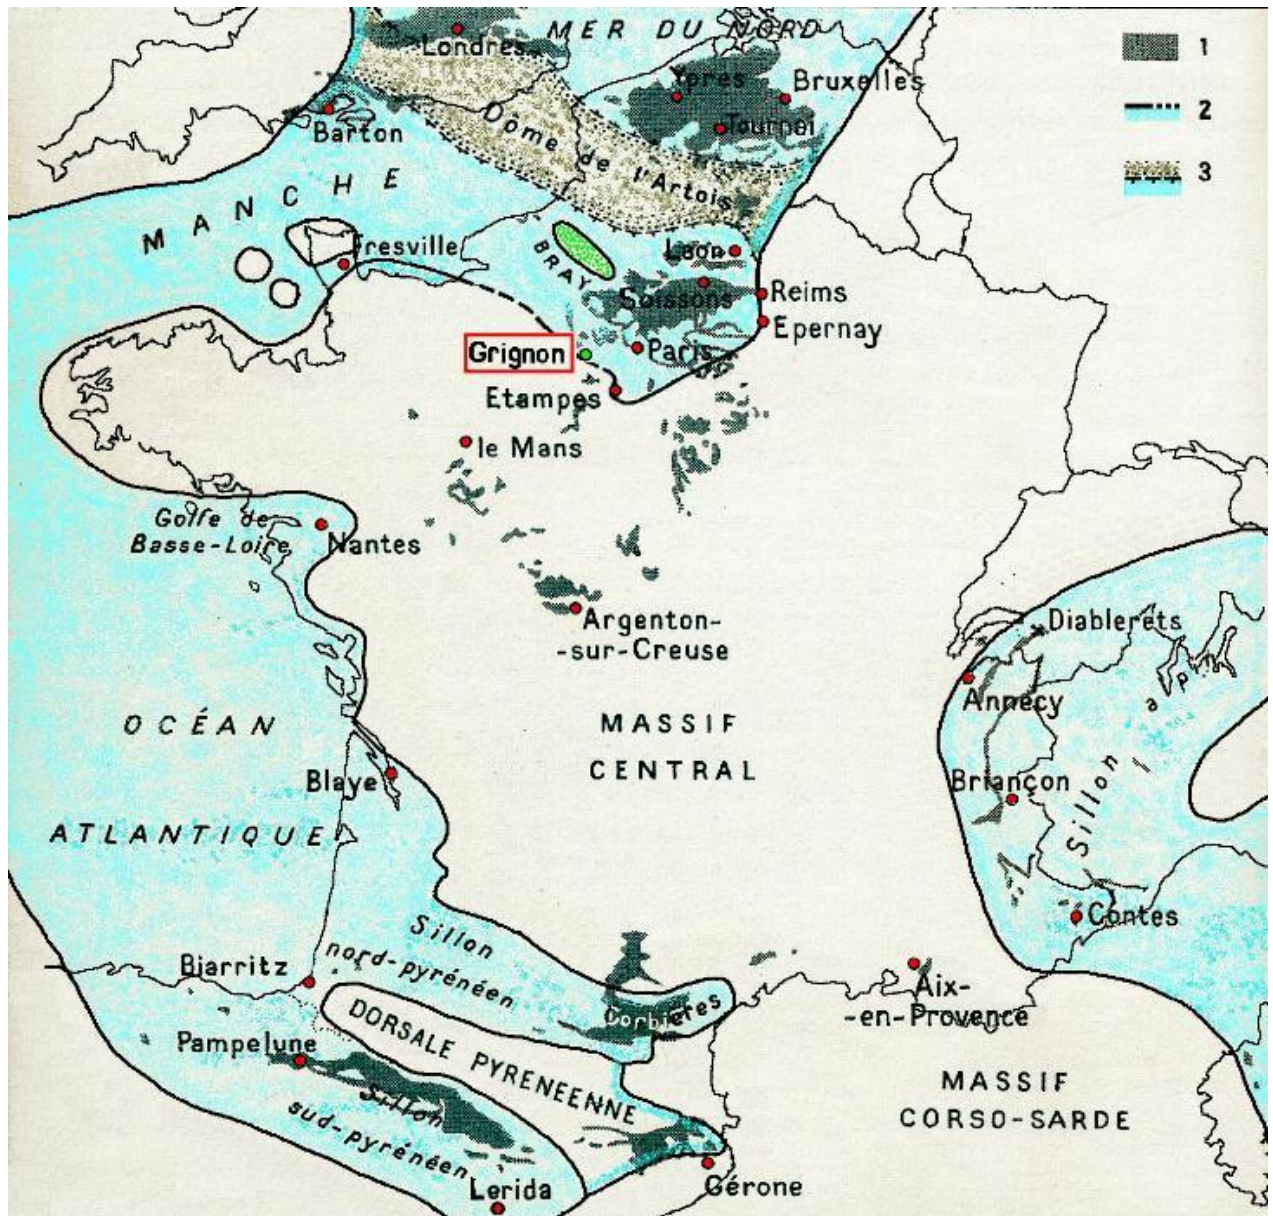 MER DU NORD
Londres
1
Ypres
Bruxelles
2
Barton
Tournai
Dôme de l'Artois
3
MANCHE
Fresville
BRAY
Laon
Soissons
Reims
Epernay
Grignon
Paris
Etampes
le Mans
Golfe de
Basse-Loire
Nantes
Argenton-
-sur-Creuse
Diablerets
Annecy
OCÉAN
ATLANTIQUE
MASSIF
CENTRAL
Blaye
Briançon
Sillon alpin
Contes
Sillon
nord-pyrénéen
Biarritz
Corbières
Aix-
-en-Provence
DORSALE PYRENEENNE
Pampelune
Sillon
sud-pyrénéen
MASSIF
CORSO-SARDE
Lerida
Gérone